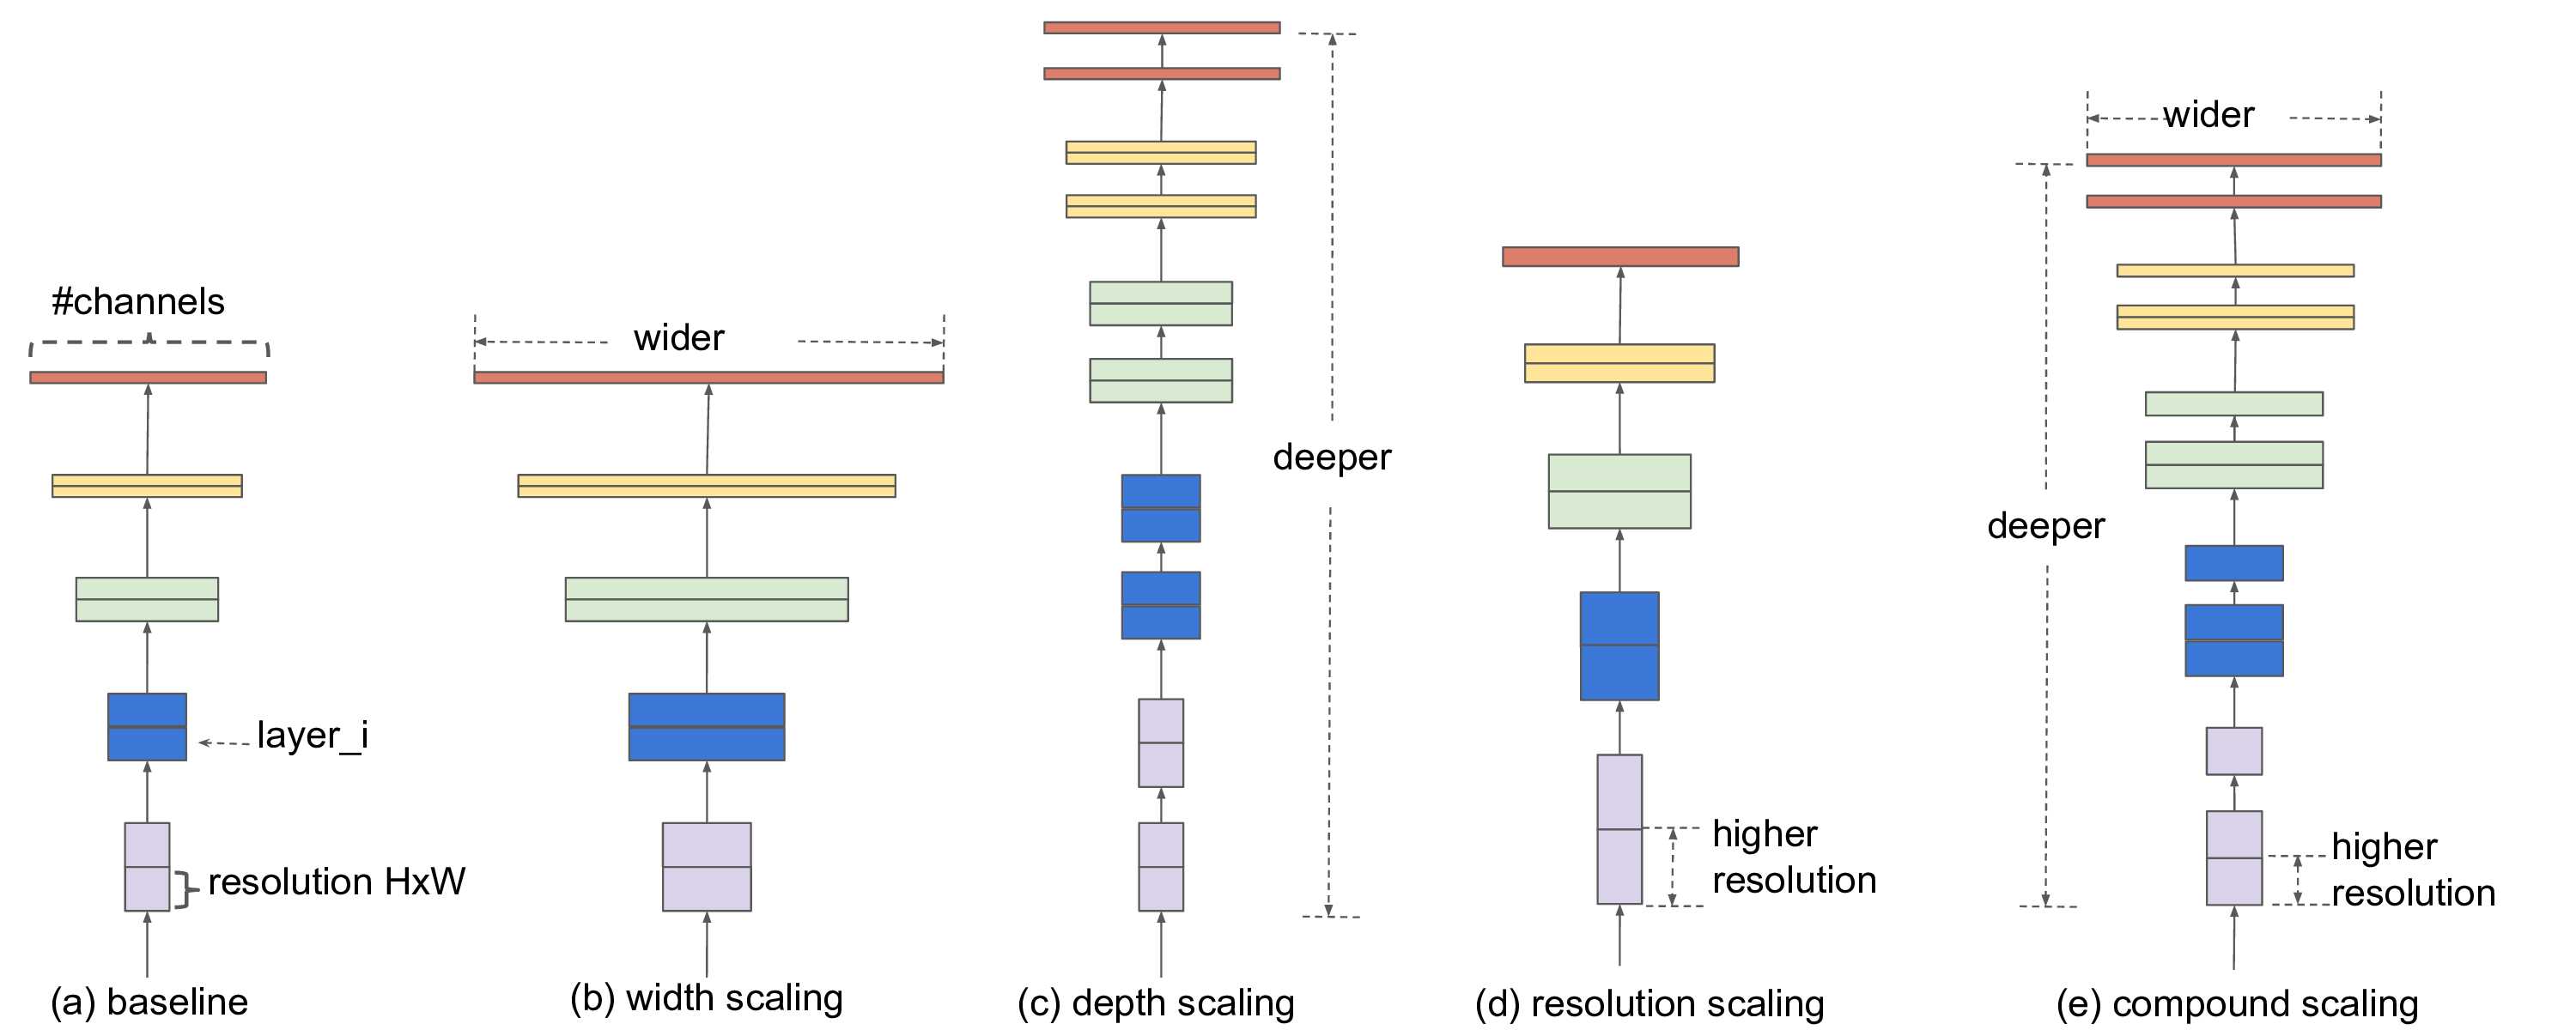 #channels
layer_i
resolution HxW
(a) baseline
wider
(b) width scaling
deeper
(c) depth scaling
higher
resolution
(d) resolution scaling
wider
deeper
higher
resolution
(e) compound scaling